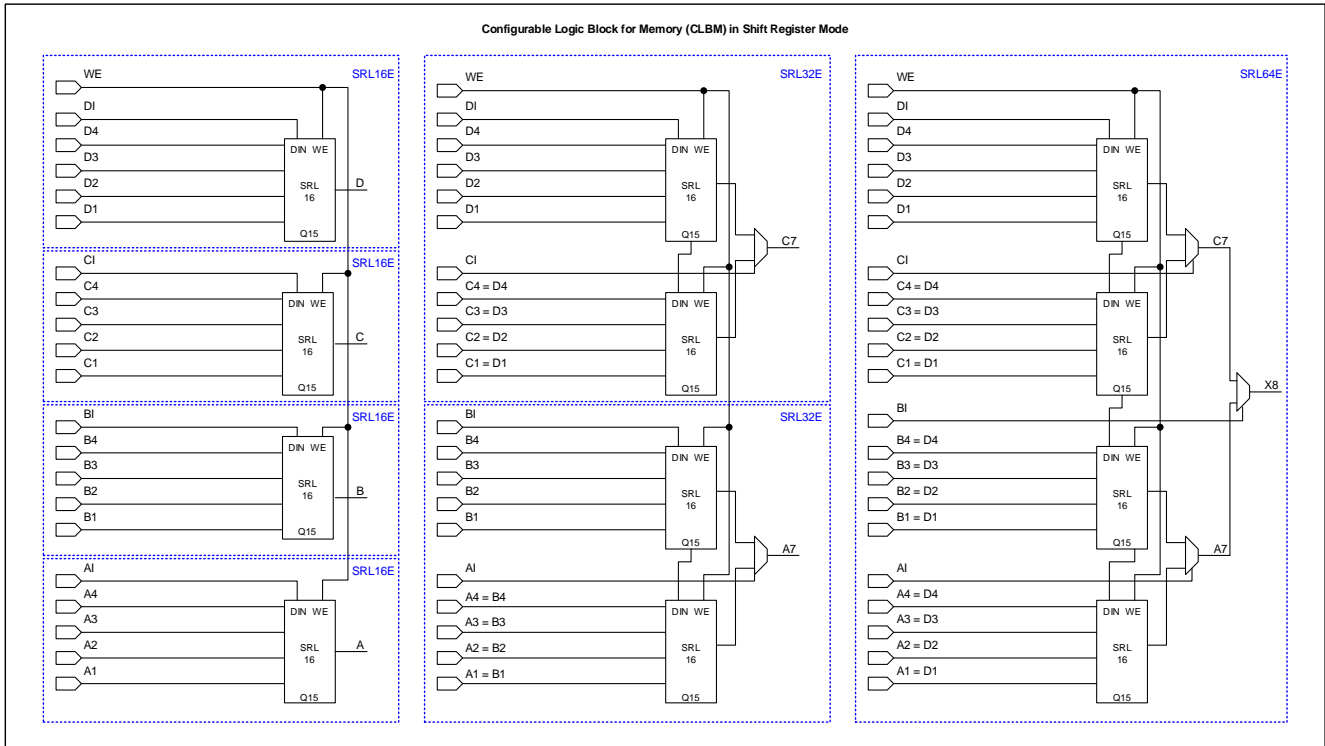 Configurable Logic Block for Memory (CLBM) in Shift Register Mode
SRL16E
WE
DI
D4
D3
D2
D1
DIN WE
SRL
16
Q15
D
SRL16E
CI
C4
C3
C2
C1
DIN WE
SRL
16
Q15
C
SRL16E
BI
B4
B3
B2
B1
DIN WE
SRL
16
Q15
B
SRL16E
AI
A4
A3
A2
A1
DIN WE
SRL
16
Q15
A
SRL32E
WE
DI
D4
D3
D2
D1
DIN WE
SRL
16
Q15
C7
CI
C4 = D4
C3 = D3
C2 = D2
C1 = D1
DIN WE
SRL
16
Q15
SRL32E
BI
B4
B3
B2
B1
DIN WE
SRL
16
Q15
A7
AI
A4 = B4
A3 = B3
A2 = B2
A1 = B1
DIN WE
SRL
16
Q15
SRL64E
WE
DI
D4
D3
D2
D1
DIN WE
SRL
16
Q15
C7
CI
C4 = D4
C3 = D3
C2 = D2
C1 = D1
DIN WE
SRL
16
Q15
X8
BI
B4 = D4
B3 = D3
B2 = D2
B1 = D1
DIN WE
SRL
16
Q15
A7
AI
A4 = D4
A3 = D3
A2 = D2
A1 = D1
DIN WE
SRL
16
Q15